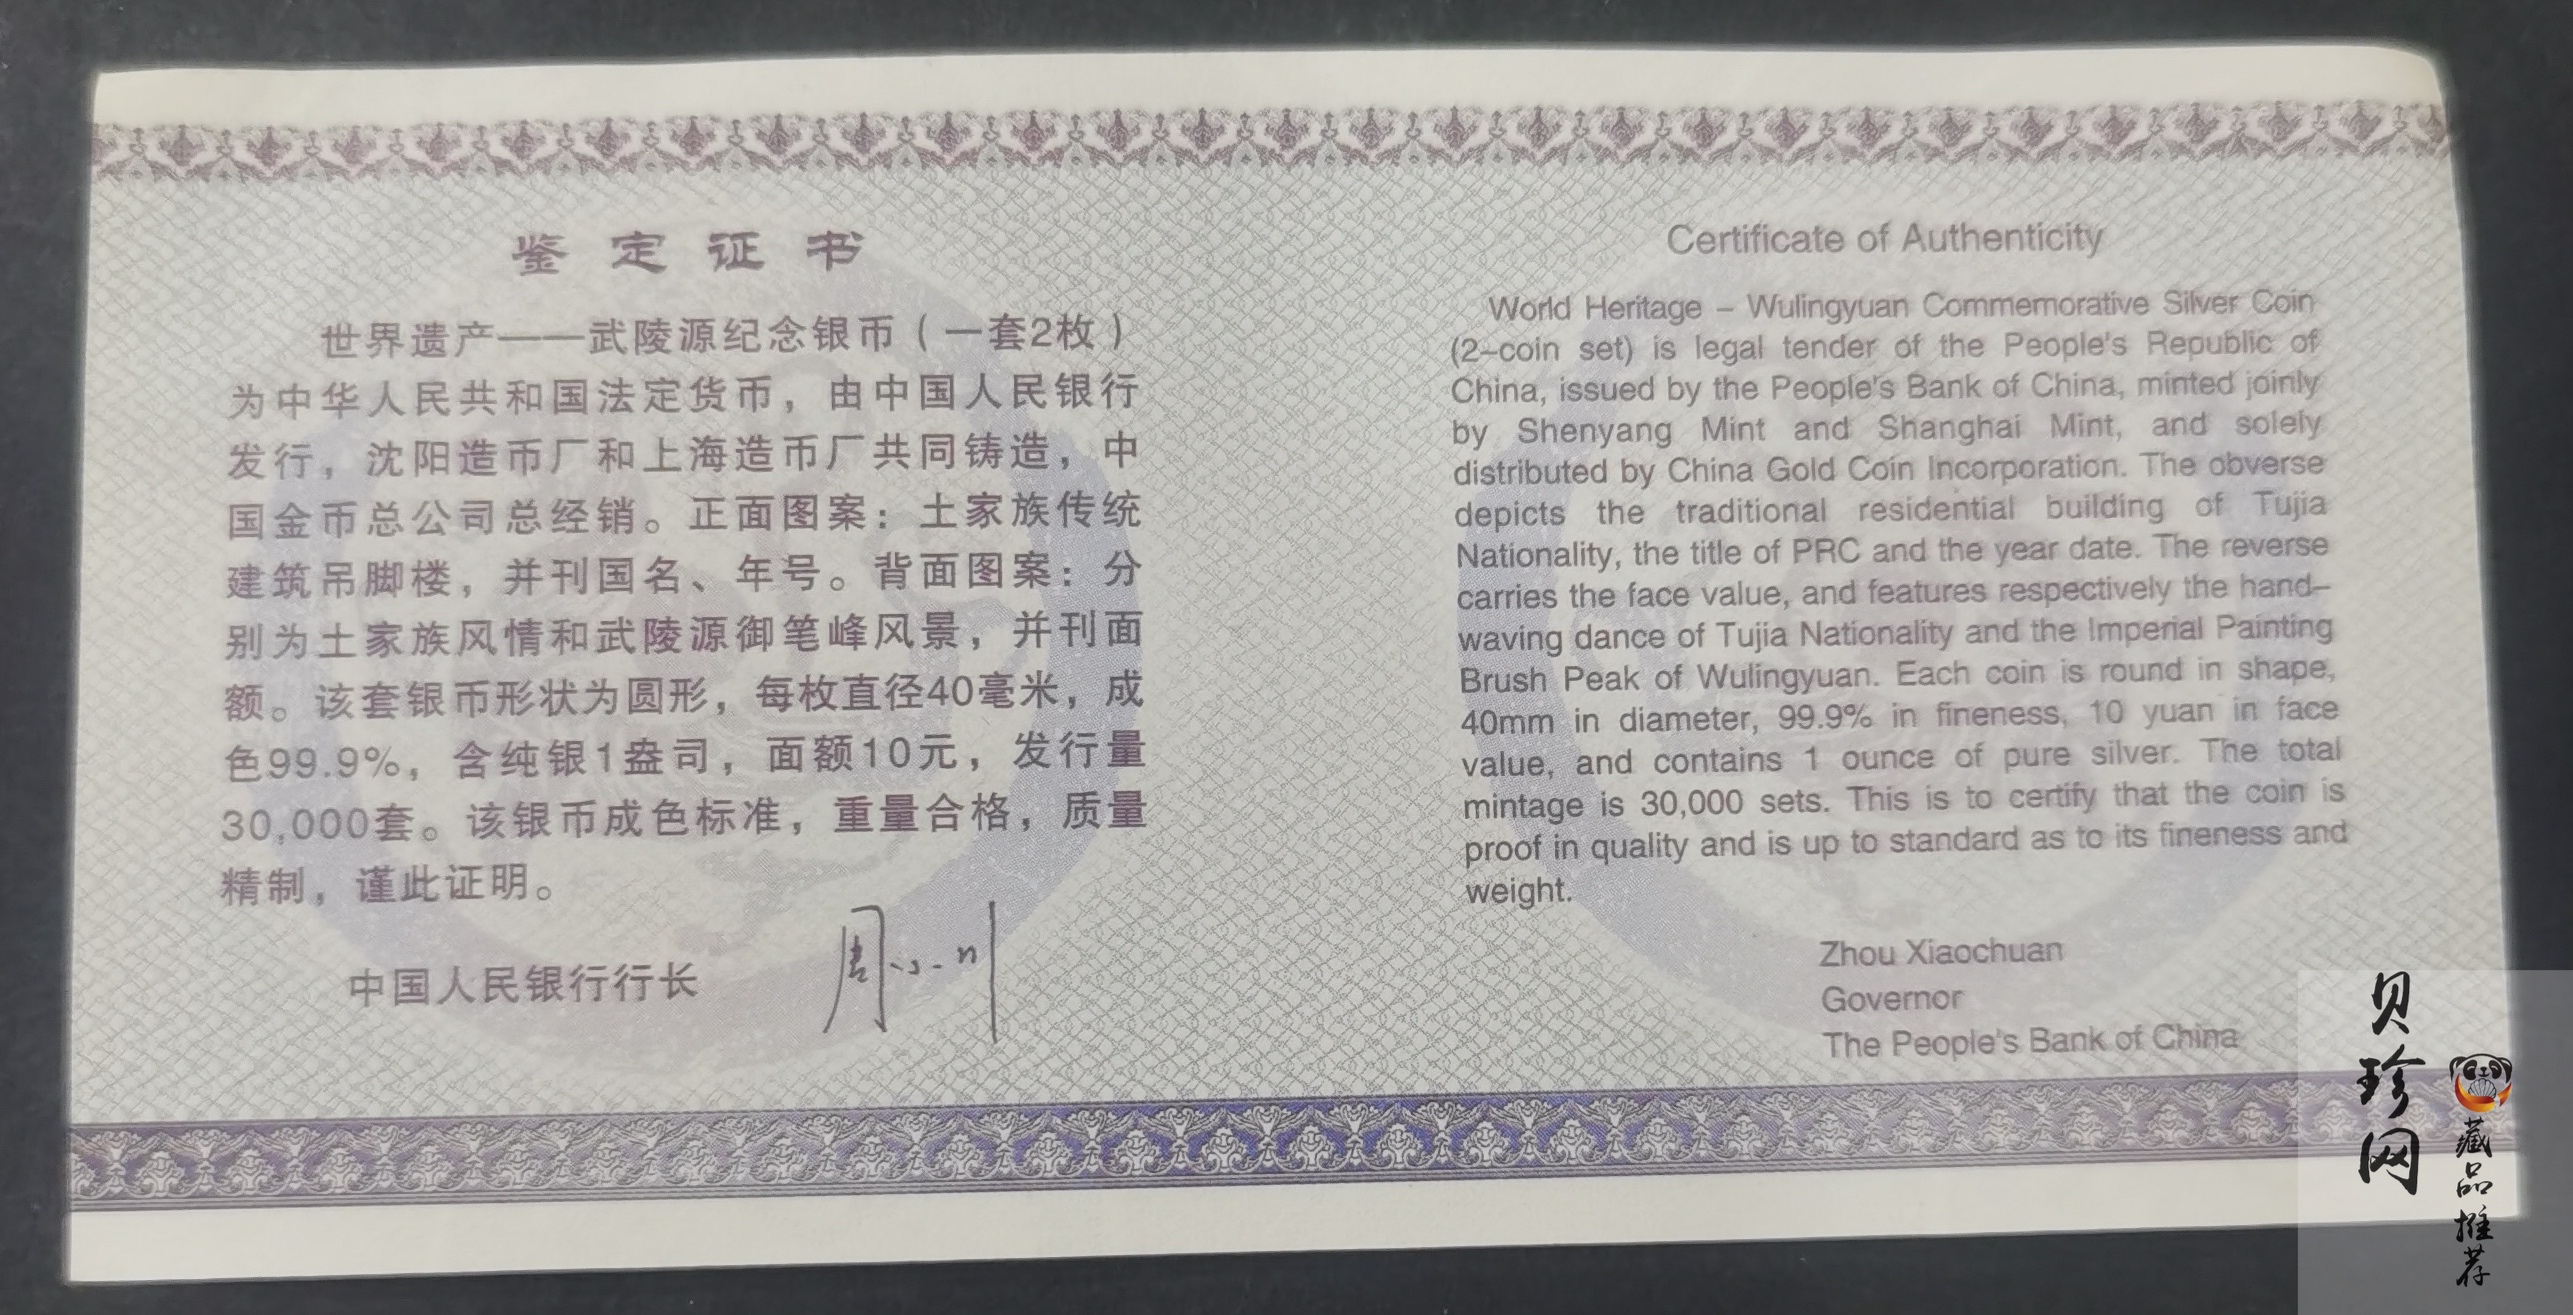 鉴定证书
世界遗产——武陵源纪念银币（一套2枚）
为中华人民共和国法定货币，由中国人民银行
发行，沈阳造币厂和上海造币厂共同铸造，中
国金币总公司总经销。正面图案：土家族传统
建筑吊脚楼，并刊国名、年号。背面图案：分
别为土家族风情和武陵源御笔峰风景，并刊面
额。该套银币形状为圆形，每枚直径40毫米，成
色99.9%，含纯银1盎司，面额10元，发行量
30,000套。该银币成色标准，重量合格，质量
精制，谨此证明。
中国人民银行行长 周小川
Certificate of Authenticity
World Heritage – Wulingyuan Commemorative Silver Coin
(2–coin set) is legal tender of the People's Republic of
China, issued by the People's Bank of China, minted joinly
by Shenyang Mint and Shanghai Mint, and solely
distributed by China Gold Coin Incorporation. The obverse
depicts the traditional residential building of Tujia
Nationality, the title of PRC and the year date. The reverse
carries the face value, and features respectively the hand–
waving dance of Tujia Nationality and the Imperial Painting
Brush Peak of Wulingyuan. Each coin is round in shape,
40mm in diameter, 99.9% in fineness, 10 yuan in face
value, and contains 1 ounce of pure silver. The total
mintage is 30,000 sets. This is to certify that the coin is
proof in quality and is up to standard as to its fineness and
weight.
Zhou Xiaochuan
Governor
The People's Bank of China
贝珍网
藏品推荐